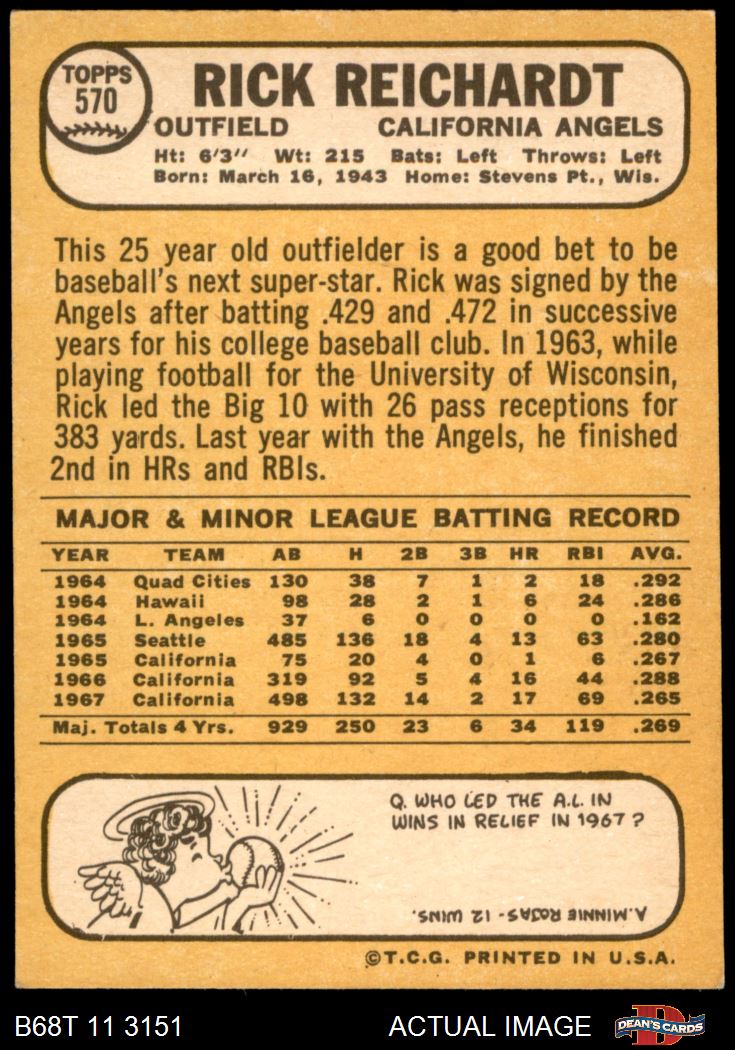 TOPPS
570
RICK REICHARDT
OUTFIELD CALIFORNIA ANGELS
Ht: 6'3" Wt: 215 Bats: Left Throws: Left
Born: March 16, 1943 Home: Stevens Pt., Wis.
This 25 year old outfielder is a good bet to be
baseball's next super-star. Rick was signed by the
Angels after batting .429 and .472 in successive
years for his college baseball club. In 1963, while
playing football for the University of Wisconsin,
Rick led the Big 10 with 26 pass receptions for
383 yards. Last year with the Angels, he finished
2nd in HRs and RBIs.
MAJOR & MINOR LEAGUE BATTING RECORD
YEAR TEAM AB H 2B 3B HR RBI AVG.
1964 Quad Cities 130 38 7 1 2 18 .292
1964 Hawaii 98 28 2 1 6 24 .286
1964 L. Angeles 37 6 0 0 0 0 .162
1965 Seattle 485 136 18 4 13 63 .280
1965 California 75 20 4 0 1 6 .267
1966 California 319 92 5 4 16 44 .288
1967 California 498 132 14 2 17 69 .265
Maj. Totals 4 Yrs. 929 250 23 6 34 119 .269
Q. WHO LED THE A.L. IN
WINS IN RELIEF IN 1967?
A. MINNIE ROJAS - 12 WINS.
©T.C.G. PRINTED IN U.S.A.
B68T 11 3151 ACTUAL IMAGE DEAN'S CARDS